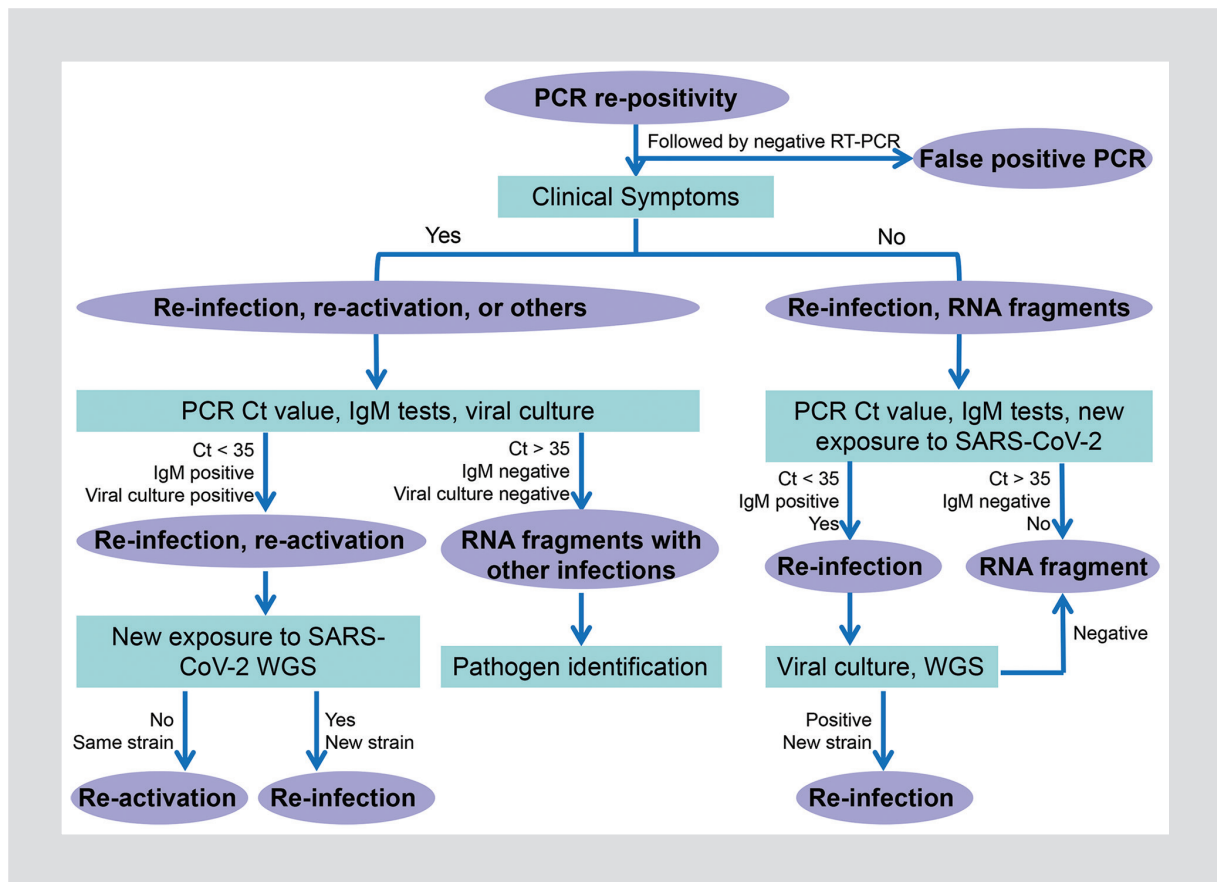 PCR re-positivity
Followed by negative RT-PCR
False positive PCR
Clinical Symptoms
Yes
No
Re-infection, re-activation, or others
Re-infection, RNA fragments
PCR Ct value, IgM tests, viral culture
PCR Ct value, IgM tests, new
exposure to SARS-CoV-2
Ct < 35
IgM positive
Viral culture positive
Ct > 35
IgM negative
Viral culture negative
Ct < 35
IgM positive
Yes
Ct > 35
IgM negative
No
Re-infection, re-activation
RNA fragments with
other infections
Re-infection
RNA fragment
New exposure to SARS-
CoV-2 WGS
Pathogen identification
Viral culture, WGS
Negative
No
Same strain
Yes
New strain
Positive
New strain
Re-activation
Re-infection
Re-infection